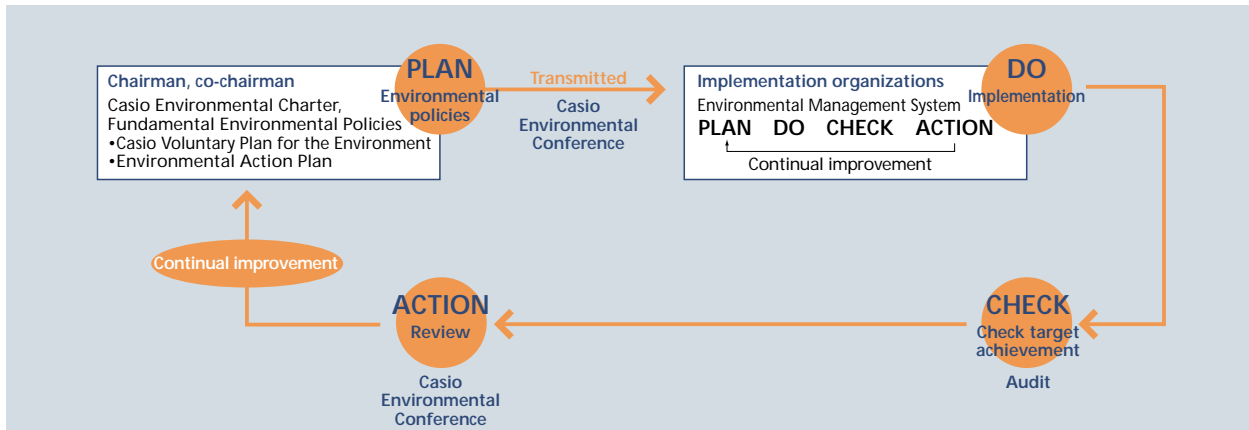 Chairman, co-chairman
Casio Environmental Charter,
Fundamental Environmental Policies
•Casio Voluntary Plan for the Environment
•Environmental Action Plan
PLAN
Environmental
policies
Transmitted
Casio
Environmental
Conference
Implementation organizations
Environmental Management System
PLAN DO CHECK ACTION
Continual improvement
DO
Implementation
CHECK
Check target
achievement
Audit
ACTION
Review
Casio
Environmental
Conference
Continual improvement